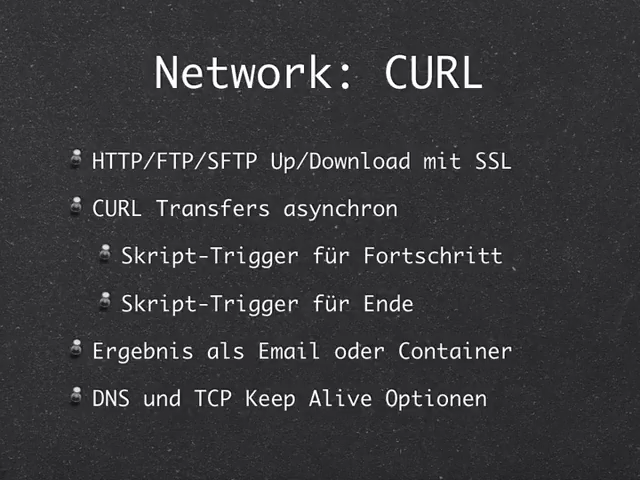 Network: CURL
HTTP/FTP/SFTP Up/Download mit SSL
CURL Transfers asynchron
Skript-Trigger für Fortschritt
Skript-Trigger für Ende
Ergebnis als Email oder Container
DNS und TCP Keep Alive Optionen